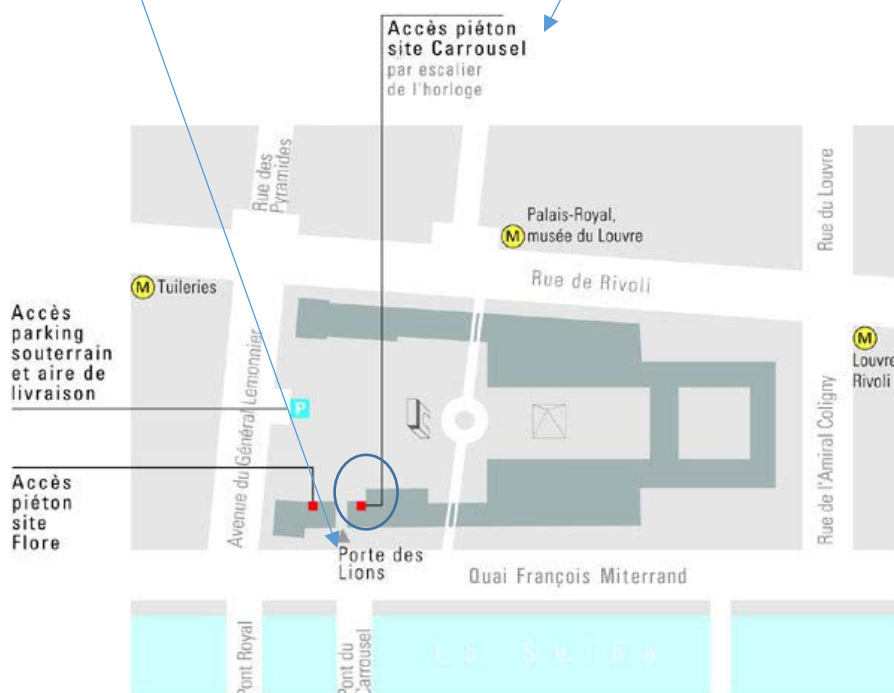 Accès piéton
site Carrousel
par escalier
de l'horloge
Rue des
Pyramides
Rue du Louvre
Palais-Royal,
M musée du Louvre
Rue de Rivoli
M Tuileries
Accès
parking
souterrain
et aire de
livraison
P
Avenue du Général Lemonnier
M
Louvre
Rivoli
Rue de l'Amiral Coligny
Accès
piéton
site
Flore
Porte des
Lions
Quai François Miterrand
Pont Royal
Pont du
Carrousel
La Seine